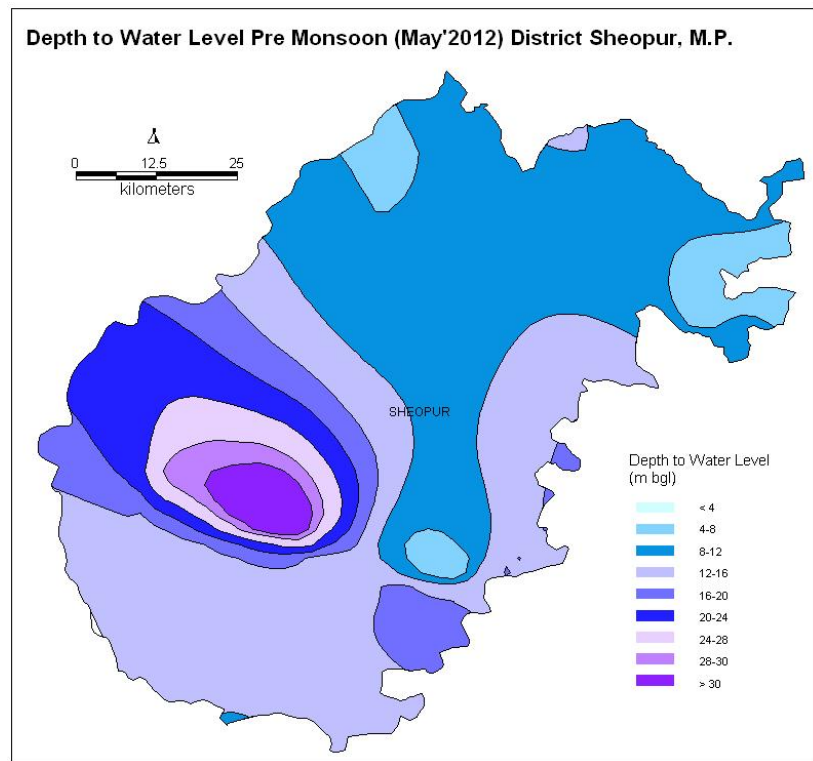 Depth to Water Level Pre Monsoon (May'2012) District Sheopur, M.P.
0 12.5 25
kilometers
SHEOPUR
Depth to Water Level
(m bgl)
< 4
4-8
8-12
12-16
16-20
20-24
24-28
28-30
> 30